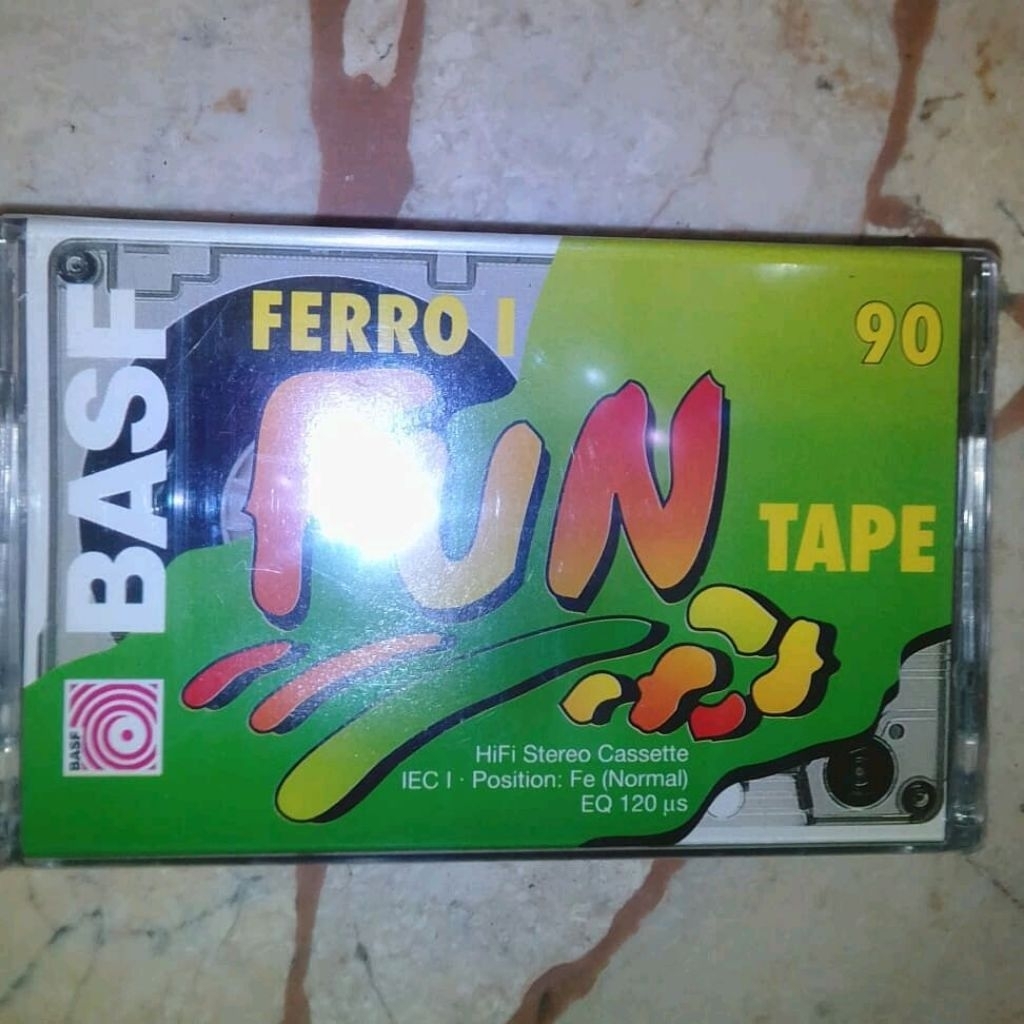 BASF
FERRO I
90
FUN
TAPE
BASF
HiFi Stereo Cassette
IEC I · Position: Fe (Normal)
EQ 120 µs